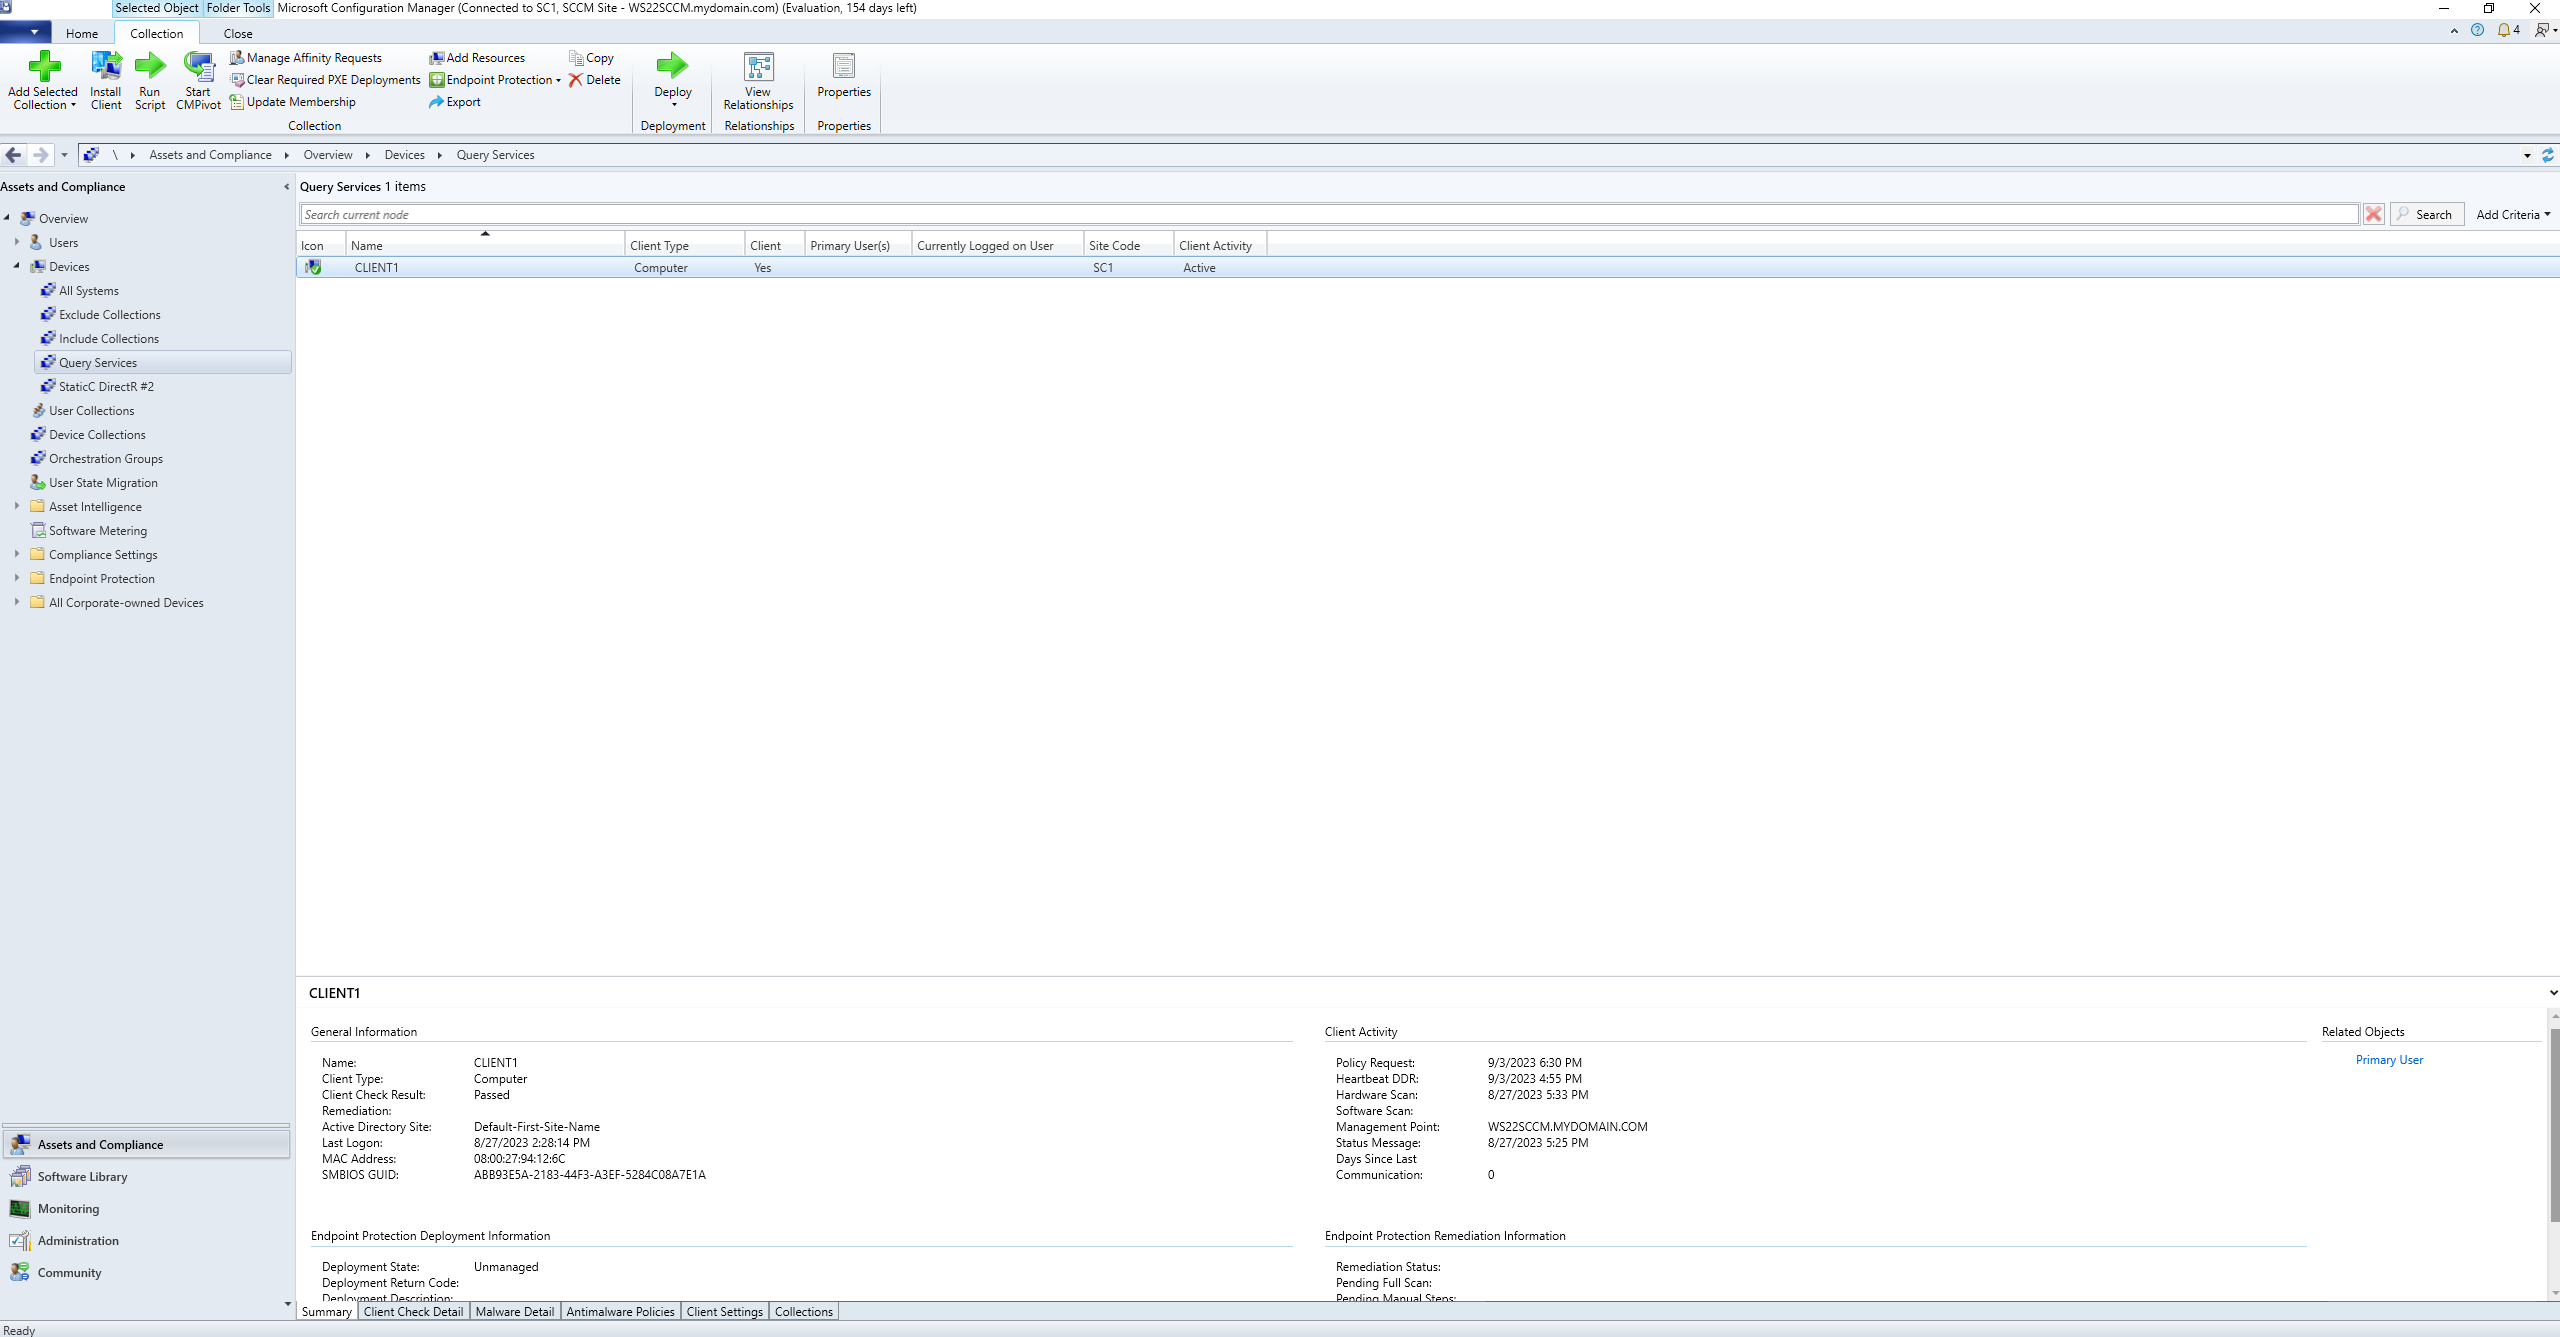 Selected Object Folder Tools Microsoft Configuration Manager (Connected to SC1, SCCM Site - WS22SCCM.mydomain.com) (Evaluation, 154 days left)
Home Collection Close
4
Add Selected Collection
Install Client
Run Script
Start CMPivot
Manage Affinity Requests
Clear Required PXE Deployments
Update Membership
Add Resources
Endpoint Protection
Export
Copy
Delete
Collection
Deploy
Deployment
View Relationships
Relationships
Properties
Properties
\ Assets and Compliance Overview Devices Query Services
Assets and Compliance
Overview
Users
Devices
All Systems
Exclude Collections
Include Collections
Query Services
StaticC DirectR #2
User Collections
Device Collections
Orchestration Groups
User State Migration
Asset Intelligence
Software Metering
Compliance Settings
Endpoint Protection
All Corporate-owned Devices
Assets and Compliance
Software Library
Monitoring
Administration
Community
Query Services 1 items
Search current node
Search Add Criteria
Icon Name Client Type Client Primary User(s) Currently Logged on User Site Code Client Activity
CLIENT1 Computer Yes SC1 Active
CLIENT1
General Information
Name: CLIENT1
Client Type: Computer
Client Check Result: Passed
Remediation:
Active Directory Site: Default-First-Site-Name
Last Logon: 8/27/2023 2:28:14 PM
MAC Address: 08:00:27:94:12:6C
SMBIOS GUID: ABB93E5A-2183-44F3-A3EF-5284C08A7E1A
Client Activity
Policy Request: 9/3/2023 6:30 PM
Heartbeat DDR: 9/3/2023 4:55 PM
Hardware Scan: 8/27/2023 5:33 PM
Software Scan:
Management Point: WS22SCCM.MYDOMAIN.COM
Status Message: 8/27/2023 5:25 PM
Days Since Last
Communication: 0
Related Objects
Primary User
Endpoint Protection Deployment Information
Deployment State: Unmanaged
Deployment Return Code:
Deployment Description:
Endpoint Protection Remediation Information
Remediation Status:
Pending Full Scan:
Pending Manual Steps:
Summary Client Check Detail Malware Detail Antimalware Policies Client Settings Collections
Ready